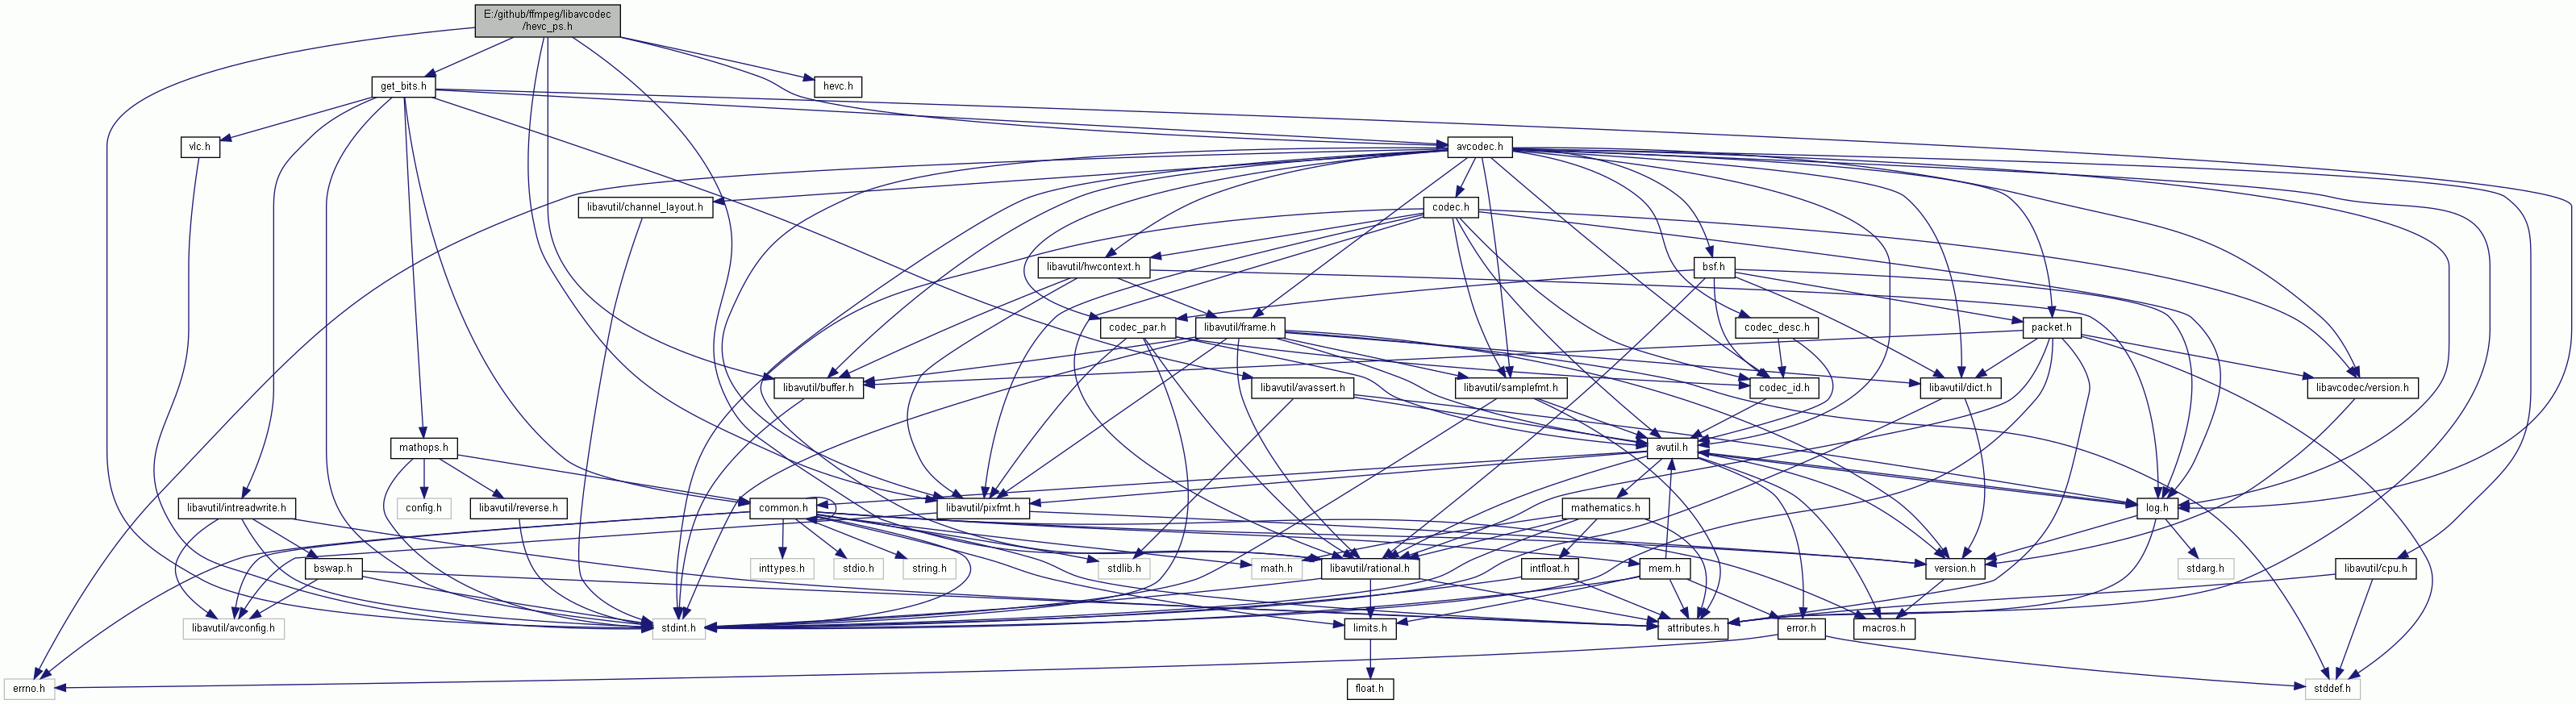 E:/github/ffmpeg/libavcodec
/hevc_ps.h
get_bits.h
hevc.h
vlc.h
avcodec.h
libavutil/channel_layout.h
codec.h
libavutil/hwcontext.h
bsf.h
codec_par.h
libavutil/frame.h
codec_desc.h
packet.h
libavutil/buffer.h
libavutil/avassert.h
libavutil/samplefmt.h
codec_id.h
libavutil/dict.h
libavcodec/version.h
mathops.h
avutil.h
libavutil/intreadwrite.h
config.h
libavutil/reverse.h
common.h
libavutil/pixfmt.h
mathematics.h
log.h
bswap.h
inttypes.h
stdio.h
string.h
stdlib.h
math.h
libavutil/rational.h
intfloat.h
mem.h
version.h
stdarg.h
libavutil/cpu.h
libavutil/avconfig.h
stdint.h
limits.h
attributes.h
error.h
macros.h
errno.h
float.h
stddef.h